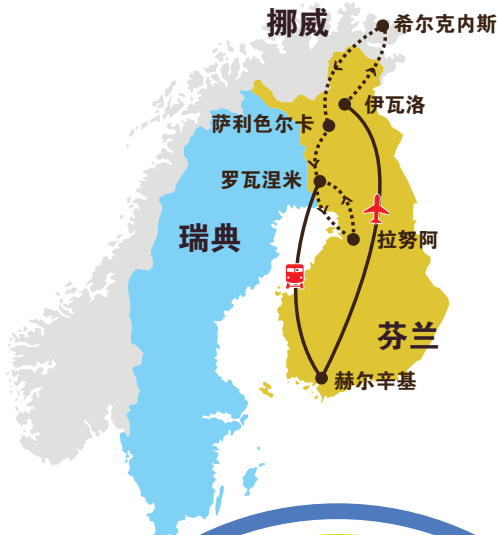 挪威
希尔克内斯
伊瓦洛
萨利色尔卡
罗瓦涅米
瑞典
拉努阿
芬兰
赫尔辛基